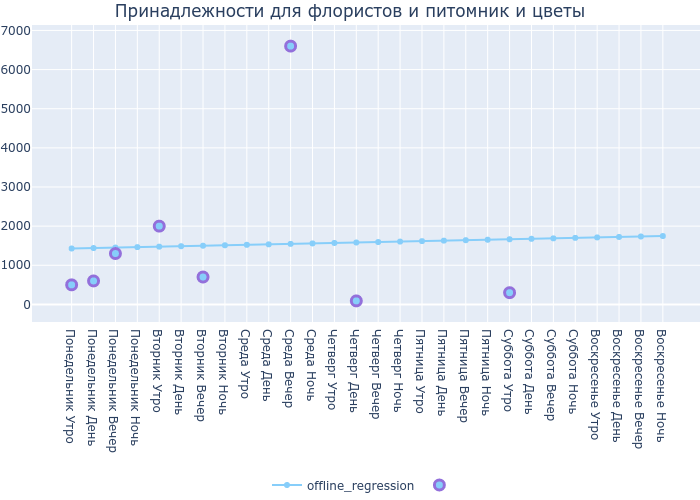 Принадлежности для флористов и питомник и цветы
7000
6000
5000
4000
3000
2000
1000
0
Понедельник Утро
Понедельник День
Понедельник Вечер
Понедельник Ночь
Вторник Утро
Вторник День
Вторник Вечер
Вторник Ночь
Среда Утро
Среда День
Среда Вечер
Среда Ночь
Четверг Утро
Четверг День
Четверг Вечер
Четверг Ночь
Пятница Утро
Пятница День
Пятница Вечер
Пятница Ночь
Суббота Утро
Суббота День
Суббота Вечер
Суббота Ночь
Воскресенье Утро
Воскресенье День
Воскресенье Вечер
Воскресенье Ночь
offline_regression